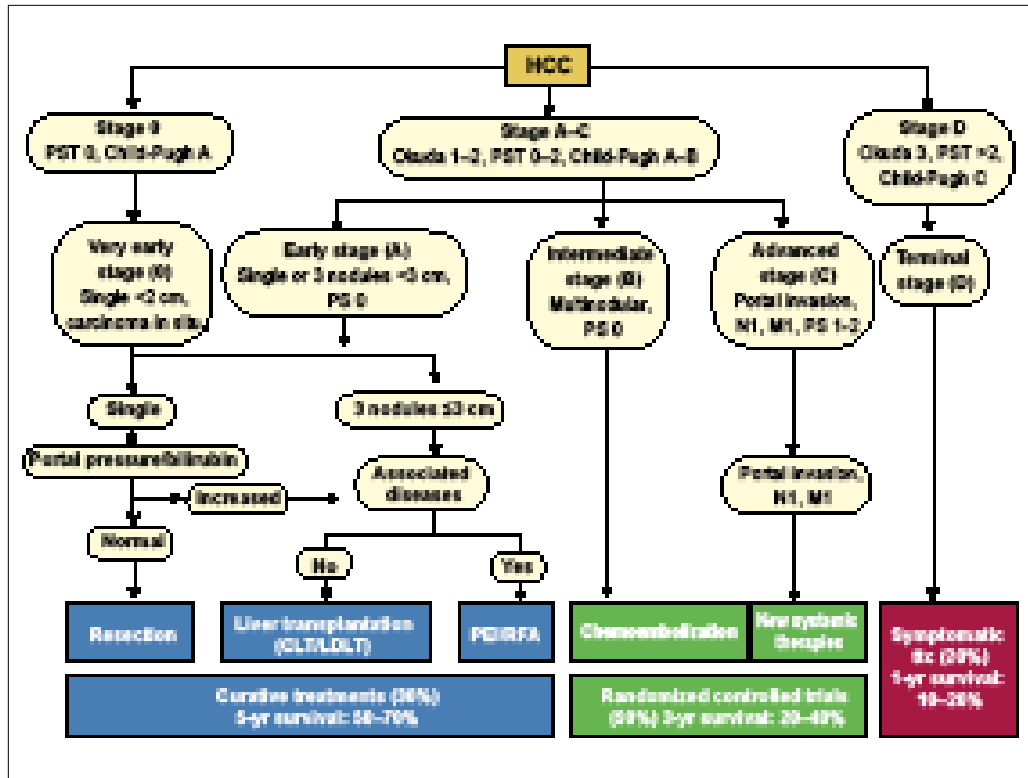 HCC
Stage 0
PST 0, Child-Pugh A
Stage A–C
Okuda 1–2, PST 0–2, Child-Pugh A–B
Stage D
Okuda 3, PST >2,
Child-Pugh C
Very early
stage (0)
Single <2 cm,
carcinoma in situ
Early stage (A)
Single or 3 nodules <3 cm,
PS 0
Intermediate
stage (B)
Multinodular,
PS 0
Advanced
stage (C)
Portal invasion,
N1, M1, PS 1–2
Terminal
stage (D)
Single
3 nodules ≤3 cm
Portal pressure/bilirubin
Increased
Associated
diseases
Portal invasion,
N1, M1
Normal
No
Yes
Resection
Liver transplantation
(CLT/LDLT)
PEI/RFA
Chemoembolization
New systemic
therapies
Symptomatic
ttc (20%)
1-yr survival:
10–20%
Curative treatments (30%)
5-yr survival: 50–70%
Randomized controlled trials
(50%) 3-yr survival: 20–40%